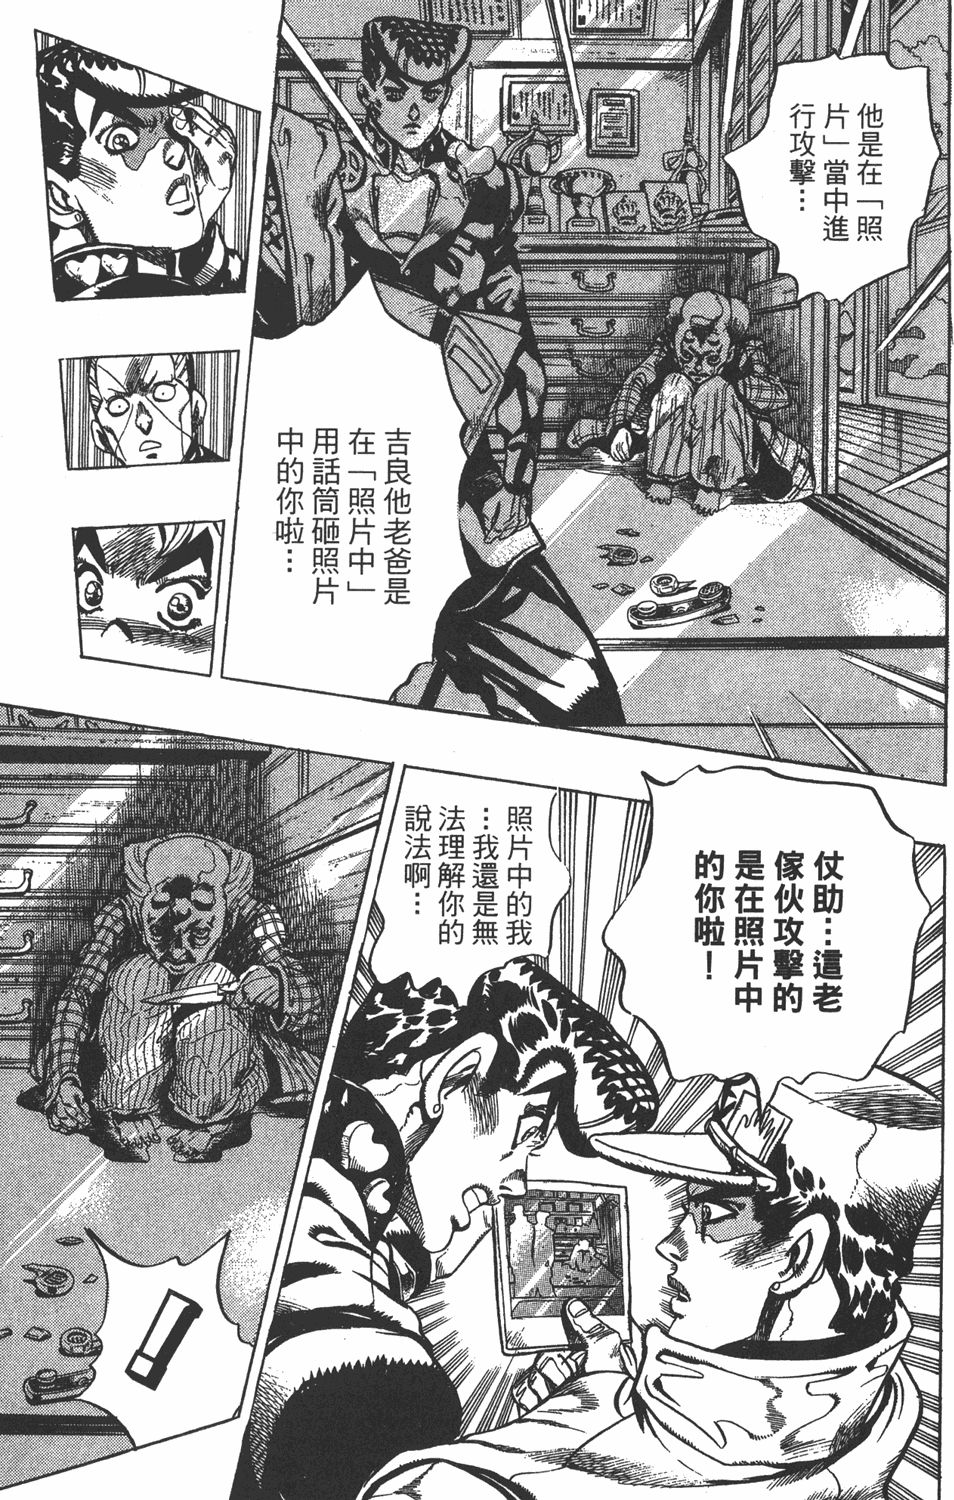 他是在「照
片」當中進
行攻擊…
吉良他老爸是
在「照片中」
用話筒砸照片
中的你啦…
仗助…這老
傢伙攻擊的
是在照片中
的你啦！
照片中的我
…我還是無
法理解你的
說法啊…
！